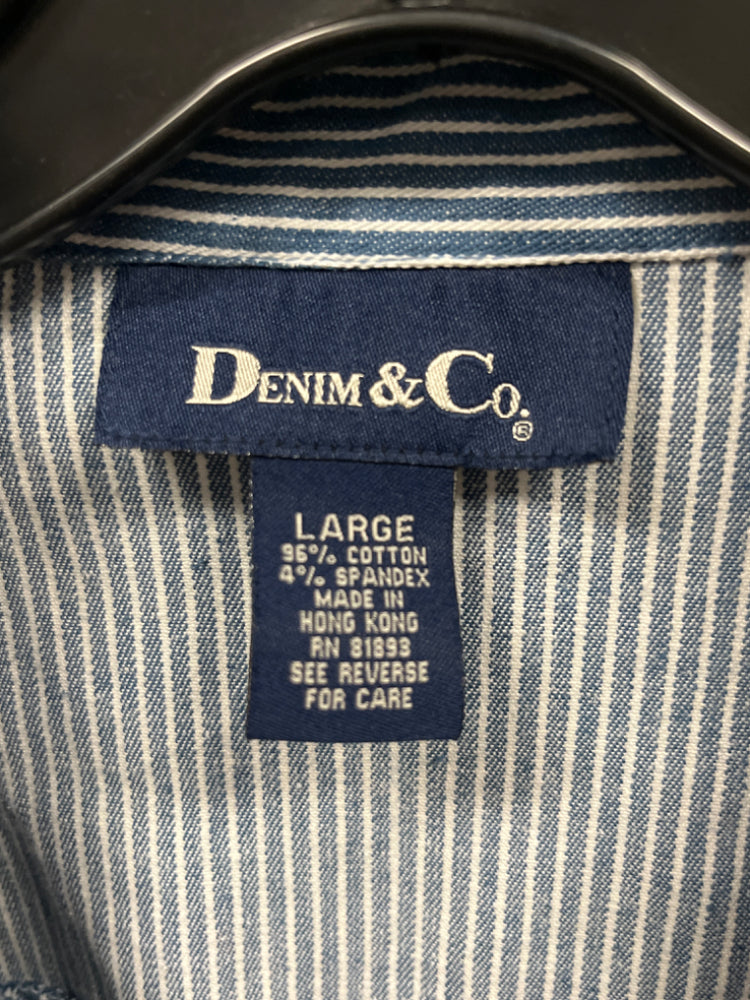 DENIM & CO.®
LARGE
96% COTTON
4% SPANDEX
MADE IN
HONG KONG
RN 81893
SEE REVERSE
FOR CARE